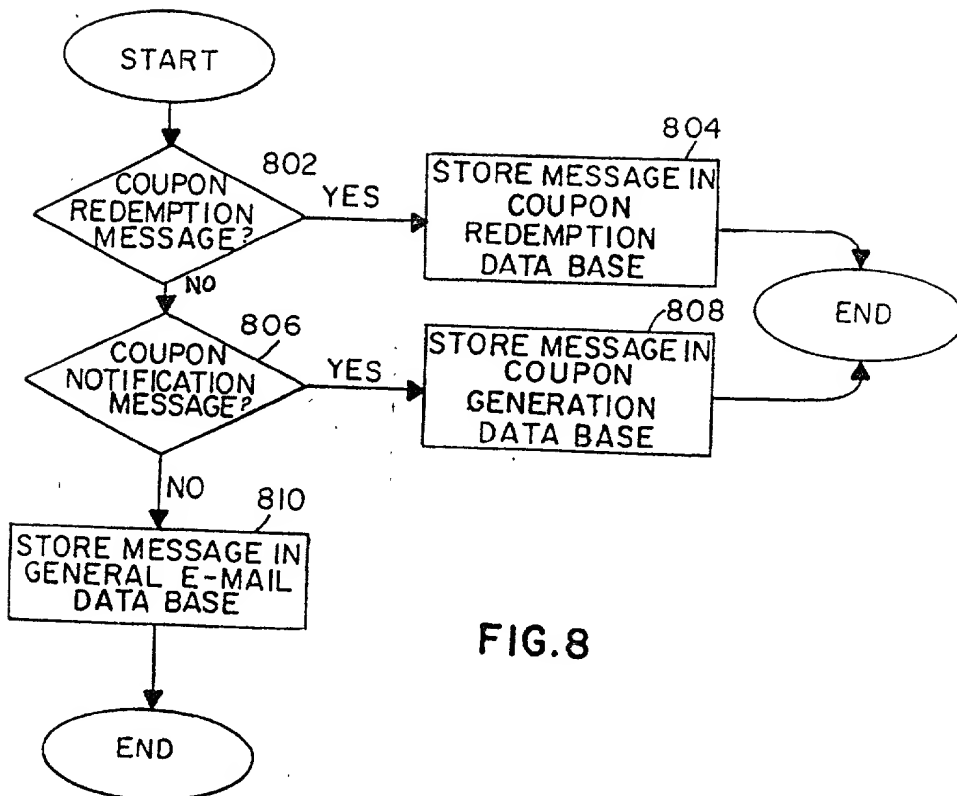 START
802
COUPON
REDEMPTION
MESSAGE?
YES
804
STORE MESSAGE IN
COUPON
REDEMPTION
DATA BASE
END
NO
806
COUPON
NOTIFICATION
MESSAGE?
YES
808
STORE MESSAGE IN
COUPON
GENERATION
DATA BASE
NO
810
STORE MESSAGE IN
GENERAL E-MAIL
DATA BASE
END
FIG.8